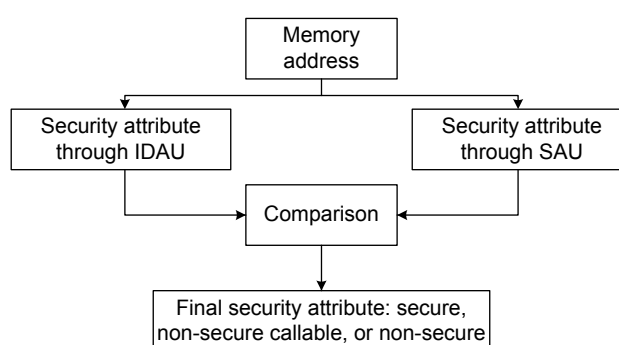 Memory
address
Security attribute
through IDAU
Security attribute
through SAU
Comparison
Final security attribute: secure,
non-secure callable, or non-secure